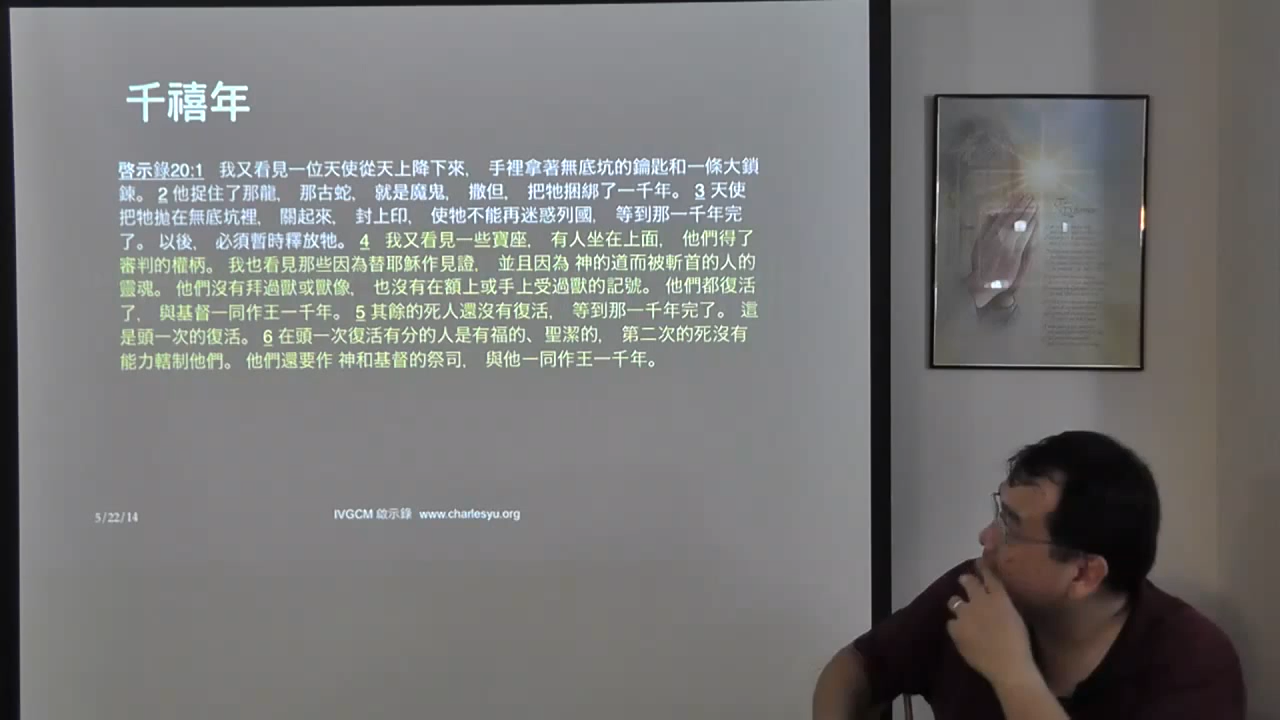 千禧年
啓示錄20:1 我又看見一位天使從天上降下來， 手裡拿著無底坑的鑰匙和一條大鎖
鍊。 2 他捉住了那龍， 那古蛇， 就是魔鬼， 撒但， 把牠捆綁了一千年。 3 天使
把牠拋在無底坑裡， 關起來， 封上印， 使牠不能再迷惑列國， 等到那一千年完
了。 以後， 必須暫時釋放牠。 4 我又看見一些寶座， 有人坐在上面， 他們得了
審判的權柄。 我也看見那些因為替耶穌作見證， 並且因為 神的道而被斬首的人的
靈魂。 他們沒有拜過獸或獸像， 也沒有在額上或手上受過獸的記號。 他們都復活
了， 與基督一同作王一千年。 5 其餘的死人還沒有復活， 等到那一千年完了。 這
是頭一次的復活。 6 在頭一次復活有分的人是有福的、聖潔的， 第二次的死沒有
能力轄制他們。 他們還要作 神和基督的祭司， 與他一同作王一千年。
5/22/14
IVGCM 啟示錄 www.charlesyu.org